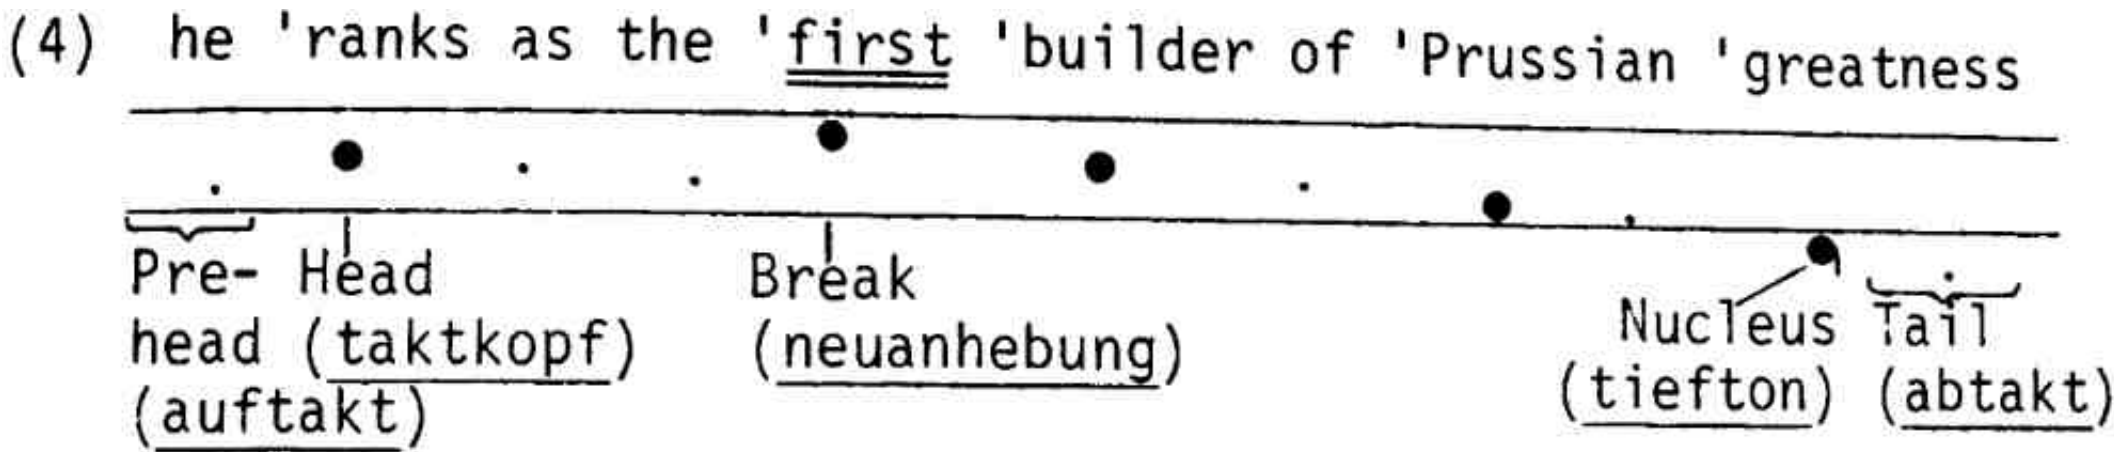 (4) he 'ranks as the 'first 'builder of 'Prussian 'greatness
Pre- Head Break Nucleus Tail
head (taktkopf) (neuanhebung) (tiefton) (abtakt)
(auftakt)